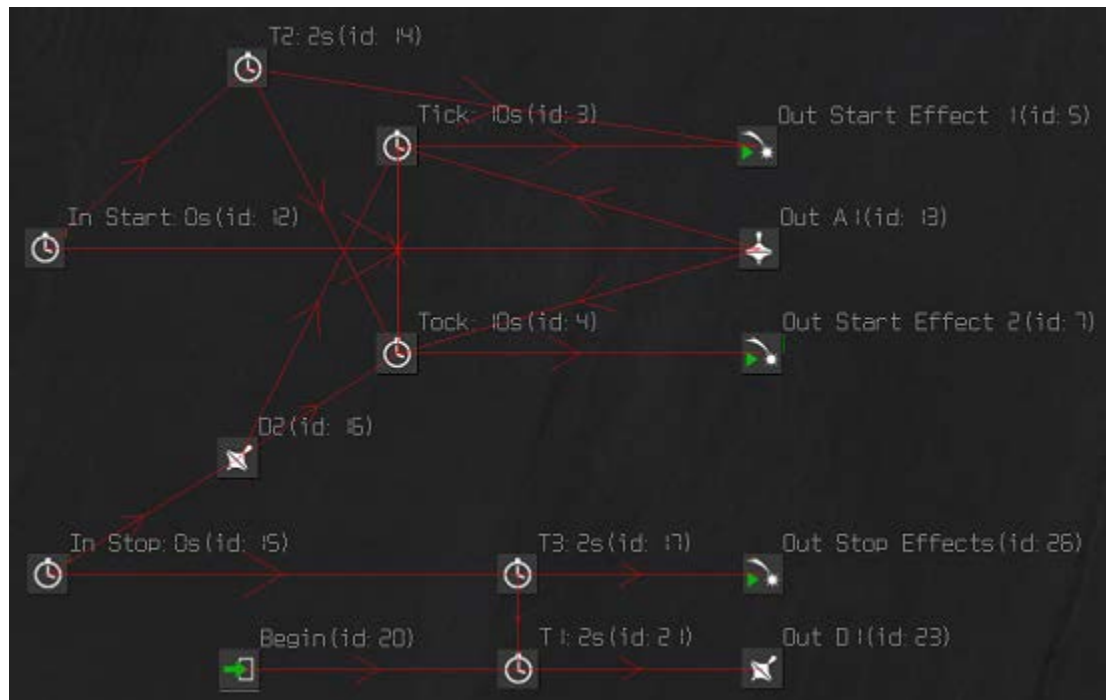 T2: 2s(id: 14)
Tick: 10s(id: 3)
Out Start Effect 1(id: 5)
In Start: 0s(id: 12)
Out A1(id: 13)
Tock: 10s(id: 4)
Out Start Effect 2(id: 7)
D2(id: 16)
In Stop: 0s(id: 15)
T3: 2s(id: 17)
Out Stop Effects(id: 26)
Begin(id: 20)
T1: 2s(id: 21)
Out D1(id: 23)